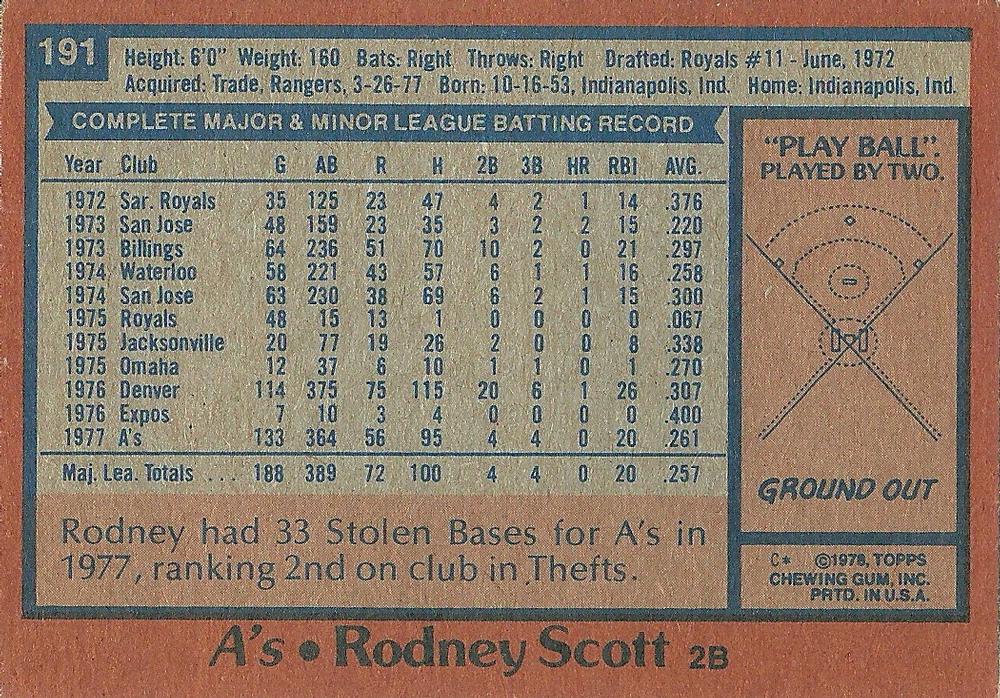 191
Height: 6'0" Weight: 160 Bats: Right Throws: Right Drafted: Royals #11 - June, 1972
Acquired: Trade, Rangers, 3-26-77 Born: 10-16-53, Indianapolis, Ind. Home: Indianapolis, Ind.
COMPLETE MAJOR & MINOR LEAGUE BATTING RECORD
Year Club G AB R H 2B 3B HR RBI AVG.
1972 Sar. Royals 35 125 23 47 4 2 1 14 .376
1973 San Jose 48 159 23 35 3 2 2 15 .220
1973 Billings 64 236 51 70 10 2 0 21 .297
1974 Waterloo 58 221 43 57 6 1 1 16 .258
1974 San Jose 63 230 38 69 6 2 1 15 .300
1975 Royals 48 15 13 1 0 0 0 0 .067
1975 Jacksonville 20 77 19 26 2 0 0 8 .338
1975 Omaha 12 37 6 10 1 1 0 1 .270
1976 Denver 114 375 75 115 20 6 1 26 .307
1976 Expos 7 10 3 4 0 0 0 0 .400
1977 A's 133 364 56 95 4 4 0 20 .261
Maj. Lea. Totals ... 188 389 72 100 4 4 0 20 .257
Rodney had 33 Stolen Bases for A's in
1977, ranking 2nd on club in Thefts.
"PLAY BALL".
PLAYED BY TWO.
GROUND OUT
C* ©1978, TOPPS
CHEWING GUM, INC.
PRTD. IN U.S.A.
A's • Rodney Scott 2B